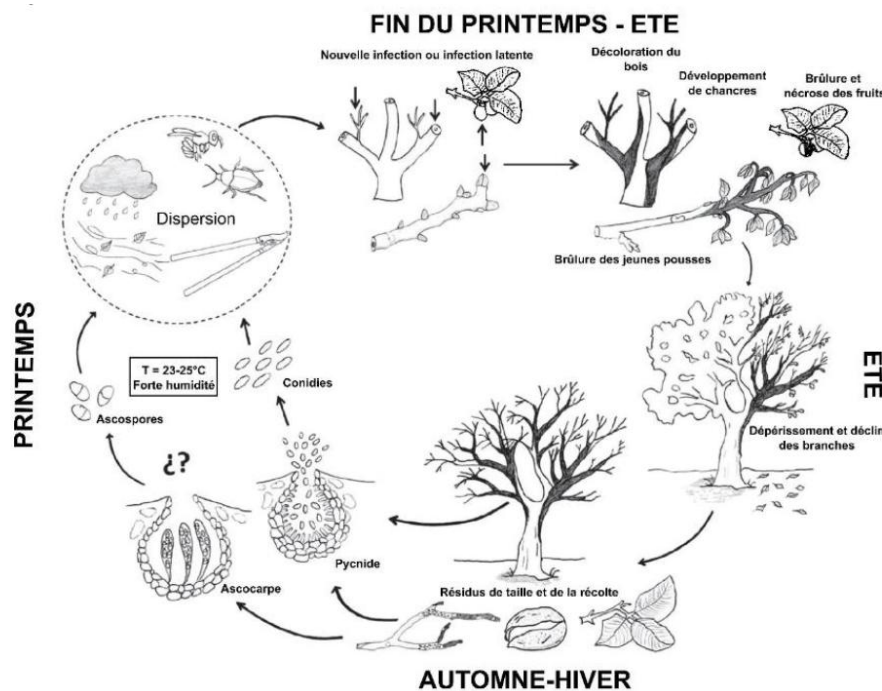 FIN DU PRINTEMPS - ETE
Nouvelle infection ou infection latente
Décoloration du
bois
Développement
de chancres
Brûlure et
nécrose des fruits
Dispersion
Brûlure des jeunes pousses
PRINTEMPS
T = 23-25°C
Forte humidité
Conidies
Ascospores
ETE
Dépérissement et déclin
des branches
¿?
Pycnide
Ascocarpe
Résidus de taille et de la récolte
AUTOMNE-HIVER